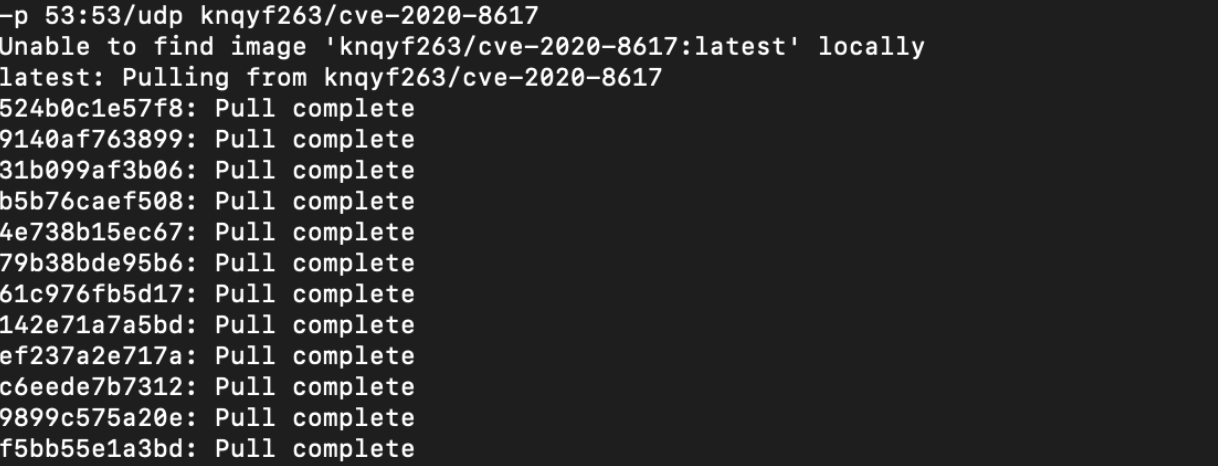 -p 53:53/udp knqyf263/cve-2020-8617
Unable to find image 'knqyf263/cve-2020-8617:latest' locally
latest: Pulling from knqyf263/cve-2020-8617
524b0c1e57f8: Pull complete
9140af763899: Pull complete
31b099af3b06: Pull complete
b5b76caef508: Pull complete
4e738b15ec67: Pull complete
79b38bde95b6: Pull complete
61c976fb5d17: Pull complete
142e71a7a5bd: Pull complete
ef237a2e717a: Pull complete
c6eede7b7312: Pull complete
9899c575a20e: Pull complete
f5bb55e1a3bd: Pull complete